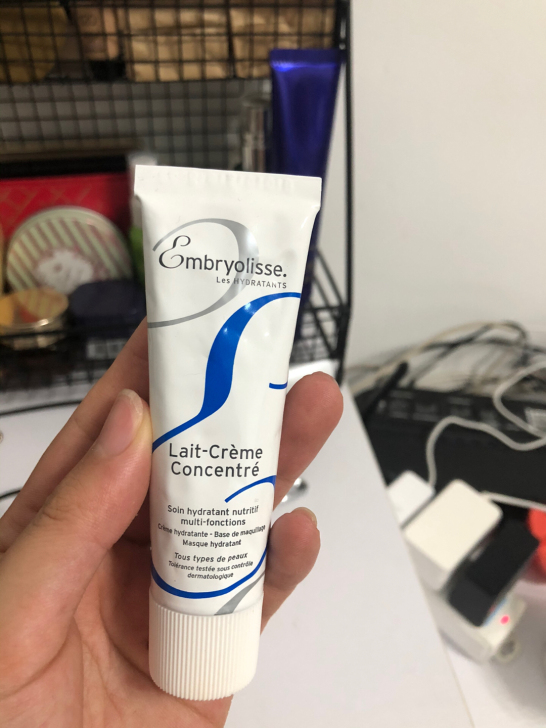 Embryolisse.
Les HYDRATANTS
Lait-Crème
Concentré
Soin hydratant nutritif
multi-fonctions
Crème hydratante - Base de maquillage
Masque hydratant
Tous types de peaux
Tolérance testée sous contrôle
dermatologique